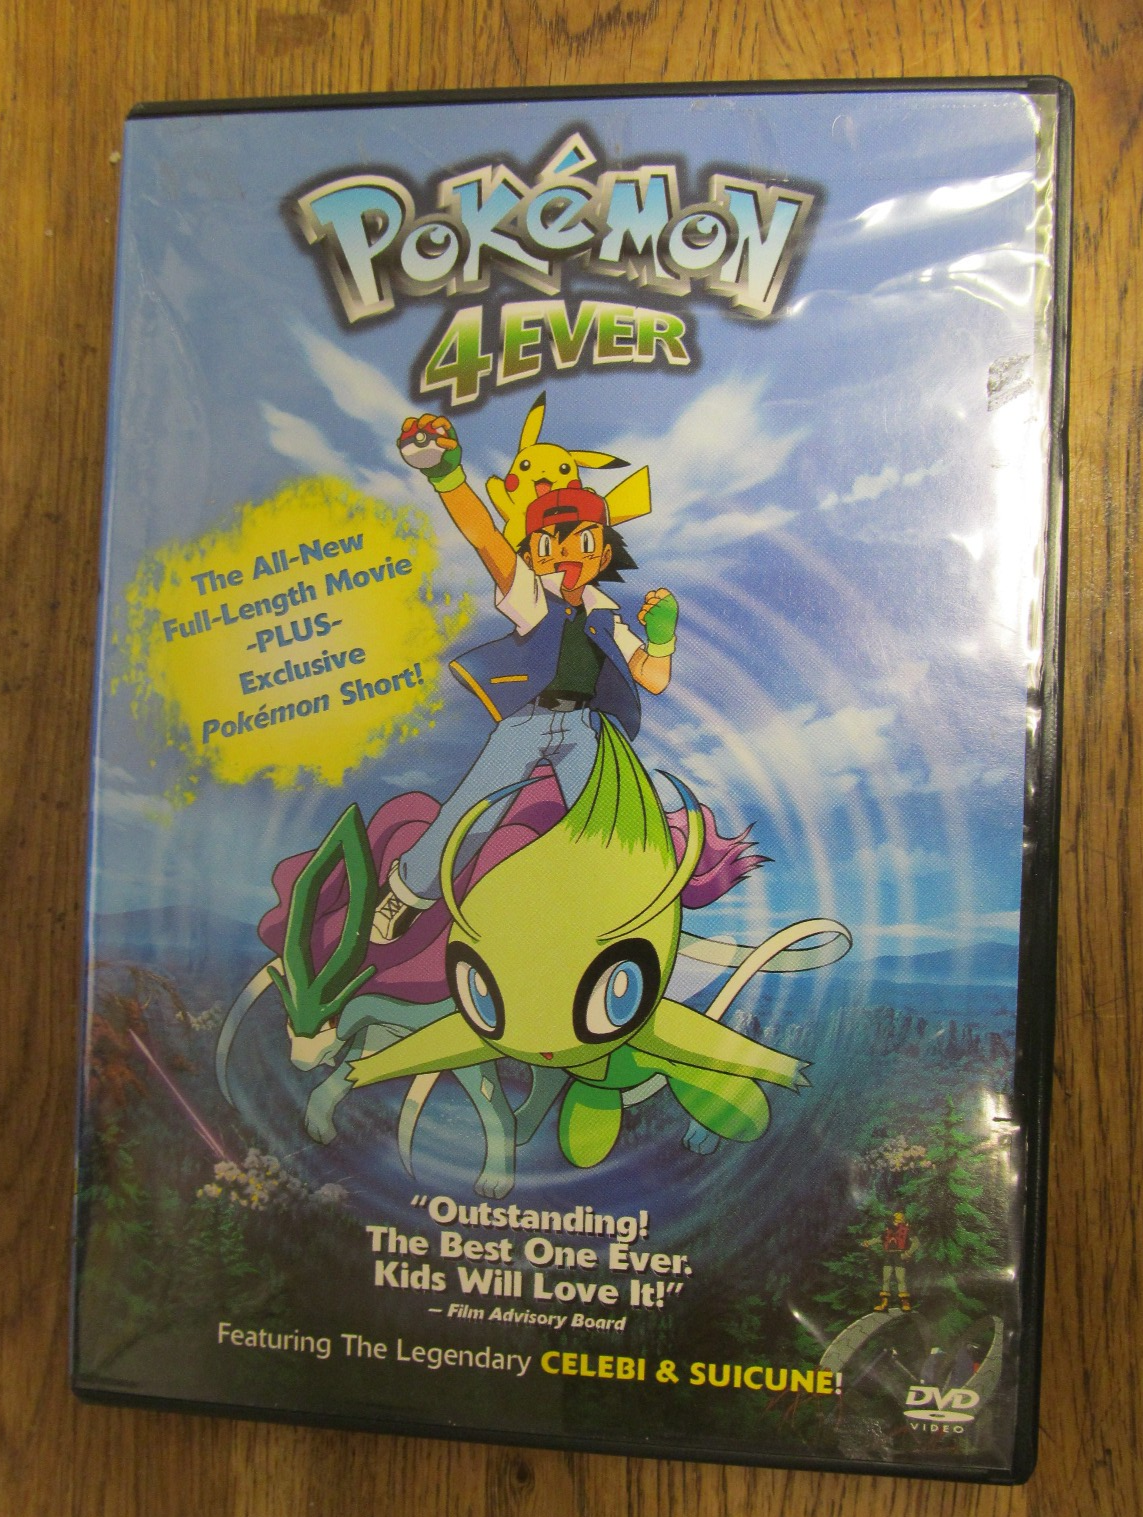 POKéMON
4EVER
The All-New
Full-Length Movie
-PLUS-
Exclusive
Pokémon Short!
"Outstanding!
The Best One Ever.
Kids Will Love It!"
– Film Advisory Board
Featuring The Legendary CELEBI & SUICUNE!
DVD
VIDEO